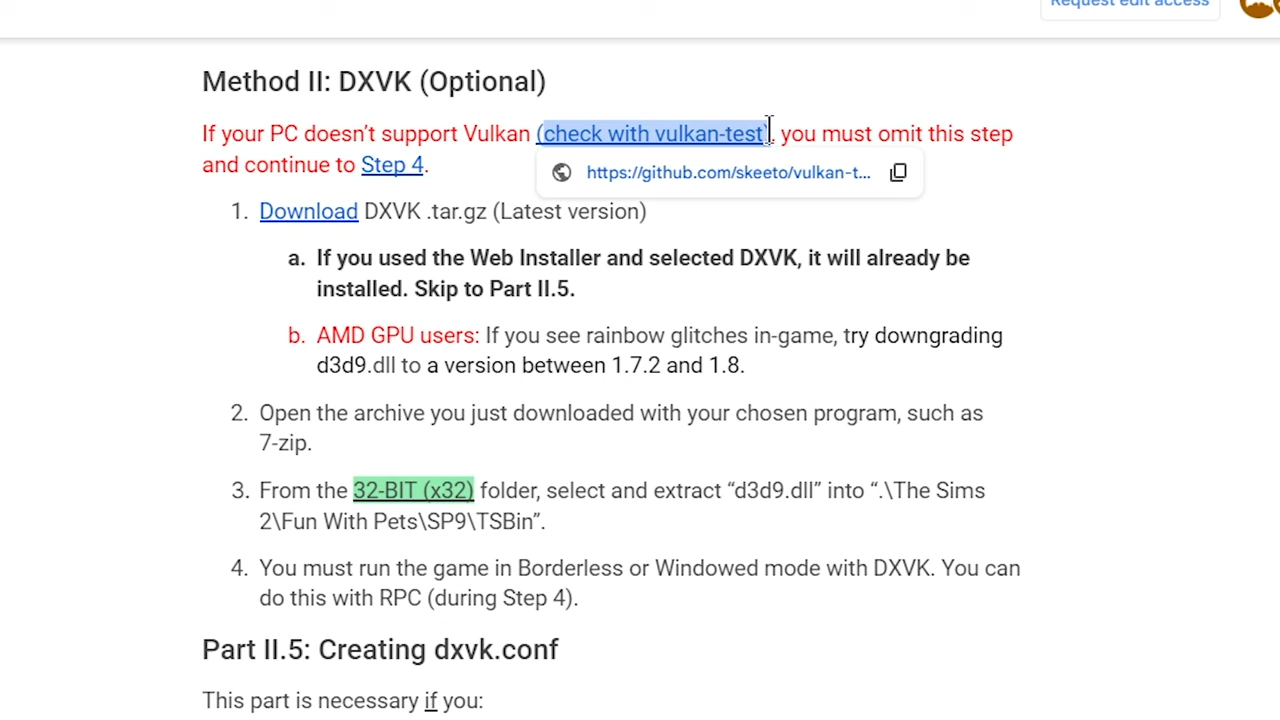 Request edit access
Method II: DXVK (Optional)
If your PC doesn't support Vulkan (check with vulkan-test), you must omit this step
and continue to Step 4.
https://github.com/skeeto/vulkan-t...
1. Download DXVK .tar.gz (Latest version)
a. If you used the Web Installer and selected DXVK, it will already be
installed. Skip to Part II.5.
b. AMD GPU users: If you see rainbow glitches in-game, try downgrading
d3d9.dll to a version between 1.7.2 and 1.8.
2. Open the archive you just downloaded with your chosen program, such as
7-zip.
3. From the 32-BIT (x32) folder, select and extract “d3d9.dll” into “.\The Sims
2\Fun With Pets\SP9\TSBin”.
4. You must run the game in Borderless or Windowed mode with DXVK. You can
do this with RPC (during Step 4).
Part II.5: Creating dxvk.conf
This part is necessary if you: